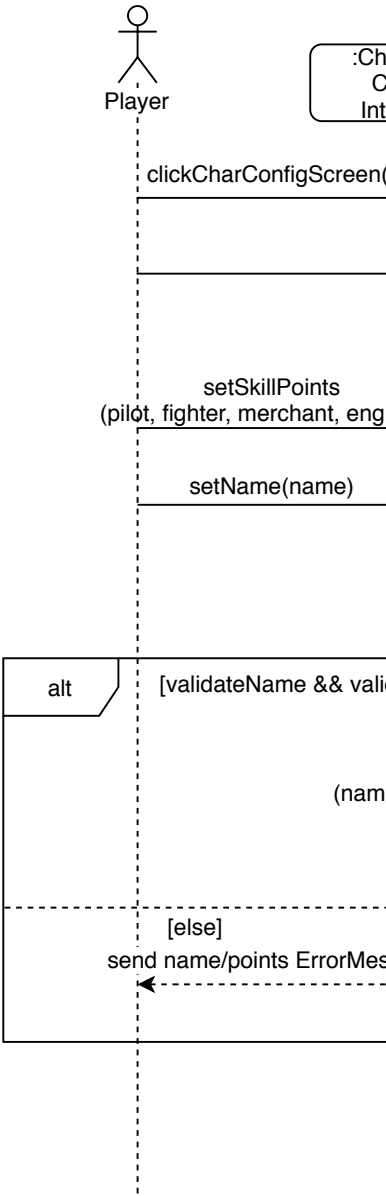 Player
:Ch
C
Int
clickCharConfigScreen(
setSkillPoints
(pilot, fighter, merchant, eng
setName(name)
alt
[validateName && vali
(nam
[else]
send name/points ErrorMes